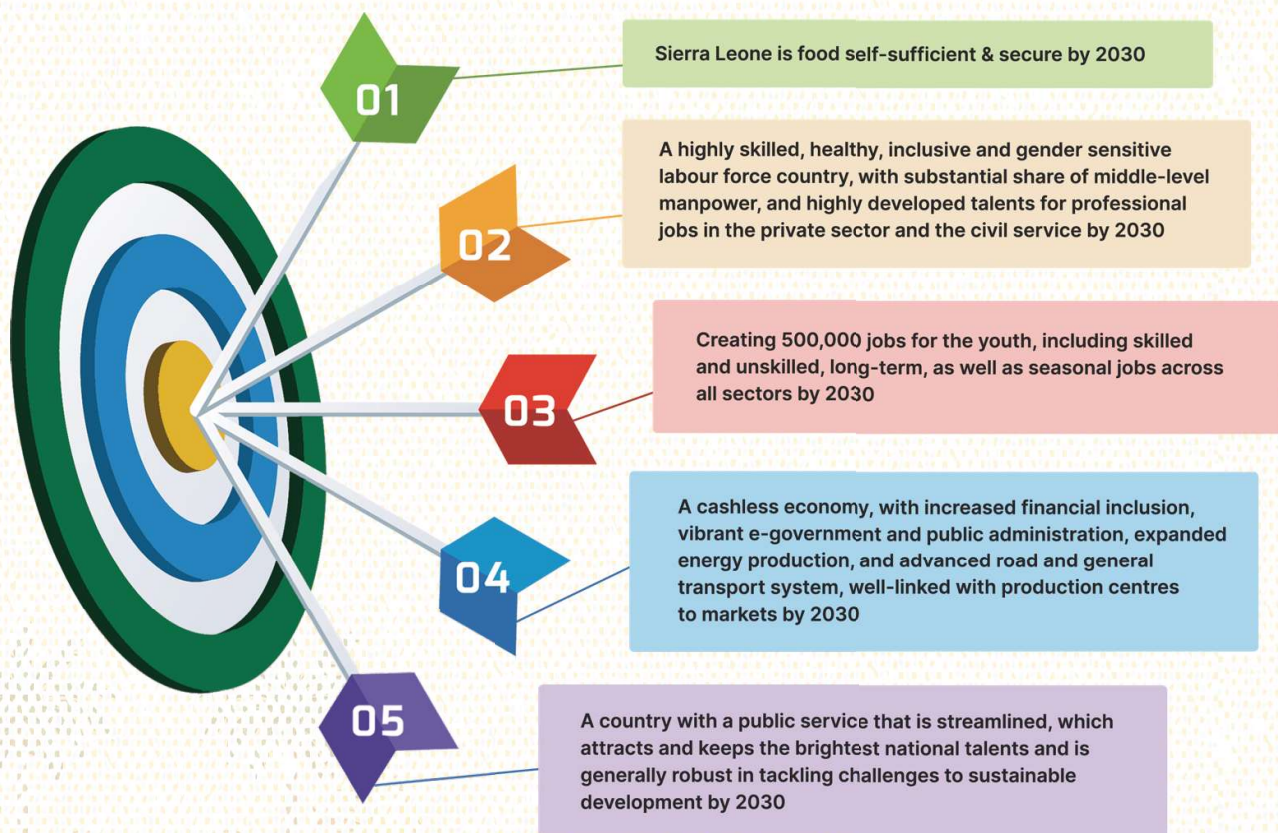 01
Sierra Leone is food self-sufficient & secure by 2030
02
A highly skilled, healthy, inclusive and gender sensitive
labour force country, with substantial share of middle-level
manpower, and highly developed talents for professional
jobs in the private sector and the civil service by 2030
03
Creating 500,000 jobs for the youth, including skilled
and unskilled, long-term, as well as seasonal jobs across
all sectors by 2030
04
A cashless economy, with increased financial inclusion,
vibrant e-government and public administration, expanded
energy production, and advanced road and general
transport system, well-linked with production centres
to markets by 2030
05
A country with a public service that is streamlined, which
attracts and keeps the brightest national talents and is
generally robust in tackling challenges to sustainable
development by 2030